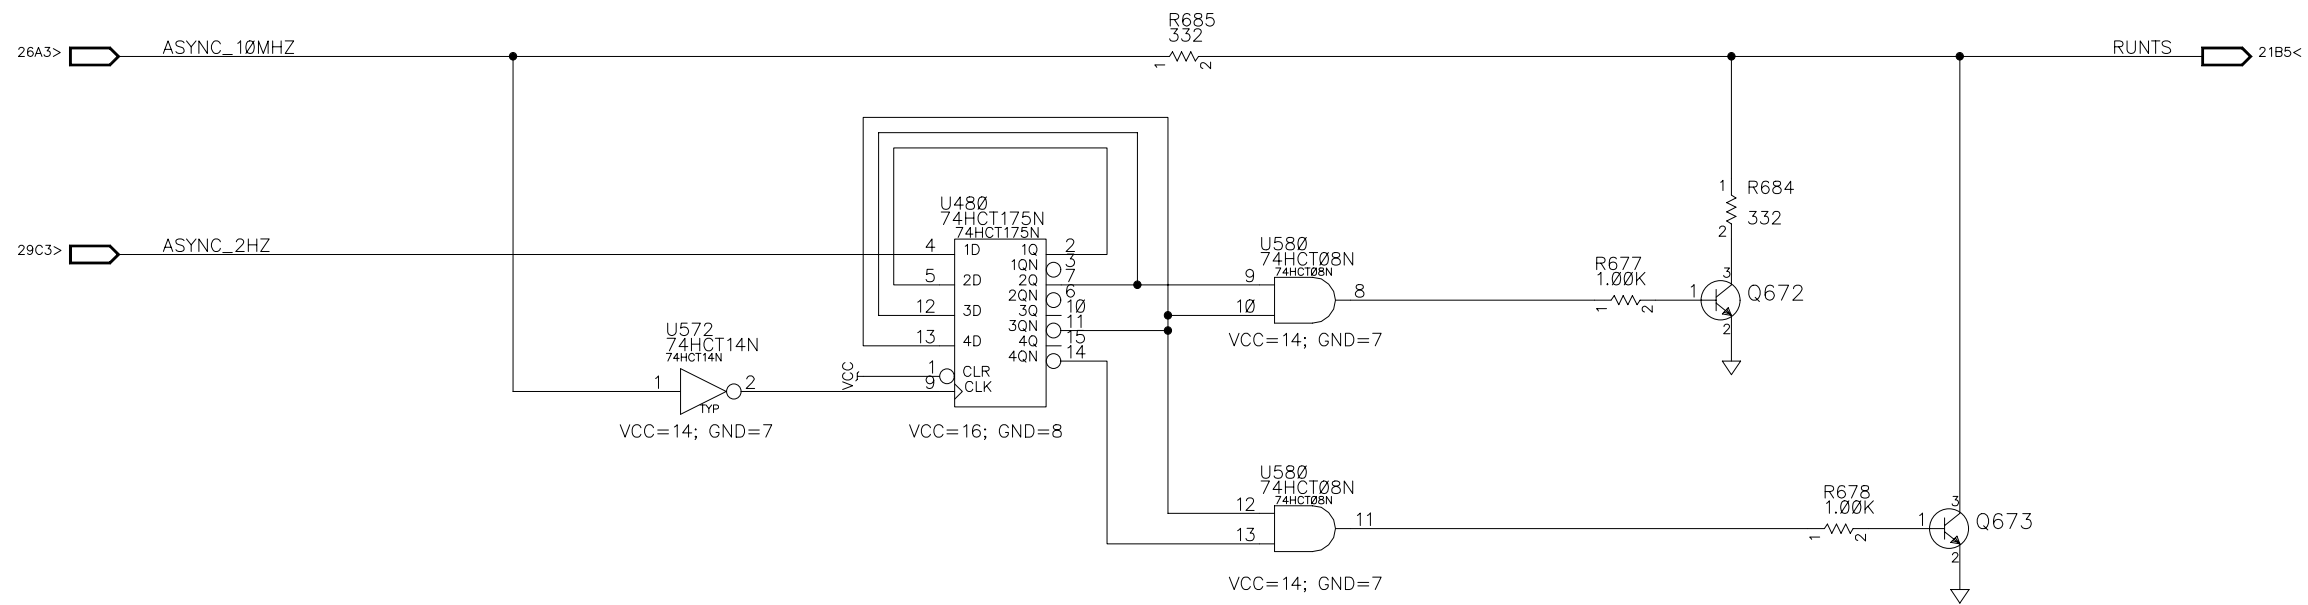 R685
332
26A3>
ASYNC_10MHZ
RUNTS
21B5<
1
2
1
R684
332
2
29C3>
ASYNC_2HZ
U480
74HCT175N
74HCT175N
4
1D
1Q
2
1QN
3
5
2D
2Q
7
2QN
6
12
3D
3Q
10
3QN
11
13
4D
4Q
15
4QN
14
VCC
1
CLR
9
CLK
VCC=16; GND=8
U572
74HCT14N
74HCT14N
1
2
TYP
VCC=14; GND=7
U580
74HCT08N
74HCT08N
9
10
8
VCC=14; GND=7
R677
1.00K
1
2
1
3
Q672
2
U580
74HCT08N
74HCT08N
12
13
11
VCC=14; GND=7
R678
1.00K
1
2
1
3
Q673
2